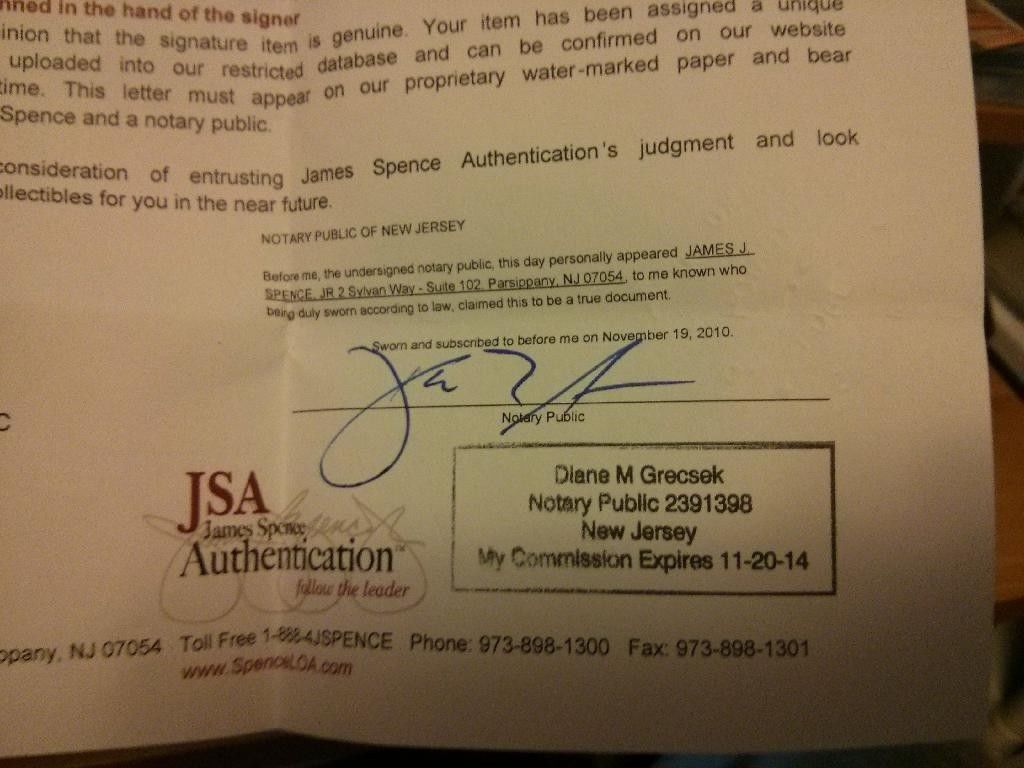 in the hand of the signer
inion that the signature item is genuine. Your item has been assigned a unique
uploaded into our restricted database and can be confirmed on our website
time. This letter must appear on our proprietary water-marked paper and bear
Spence and a notary public.
consideration of entrusting James Spence Authentication's judgment and look
ollectibles for you in the near future.
NOTARY PUBLIC OF NEW JERSEY
Before me, the undersigned notary public, this day personally appeared JAMES J.
SPENCE, JR 2 Sylvan Way - Suite 102, Parsippany, NJ 07054, to me known who
being duly sworn according to law, claimed this to be a true document.
Sworn and subscribed to before me on November 19, 2010.
Notary Public
C
Diane M Grecsek
Notary Public 2391398
New Jersey
My Commission Expires 11-20-14
JSA
James Spence
Authentication™
follow the leader
ppany, NJ 07054 Toll Free 1-888-4JSPENCE Phone: 973-898-1300 Fax: 973-898-1301
www.SpenceLOA.com